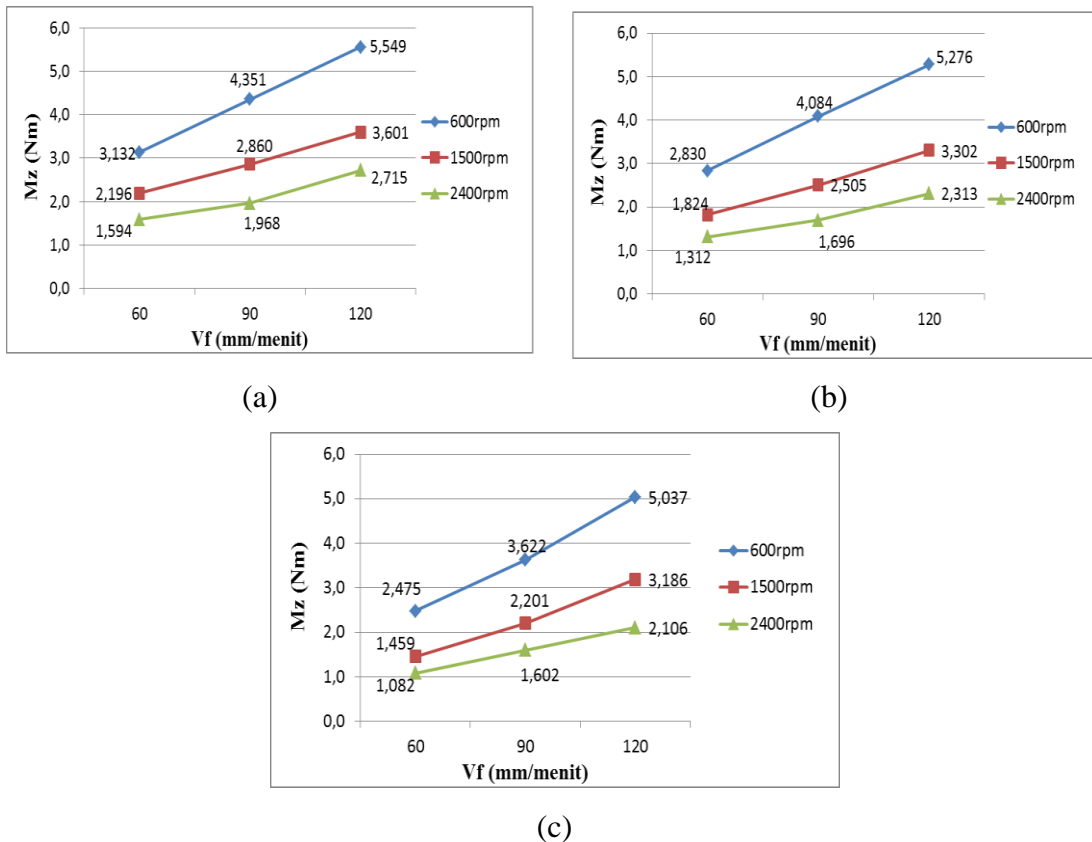 6,0
5,0
4,0
3,0
2,0
1,0
0,0
Mz (Nm)
5,549
4,351
3,132
3,601
2,860
2,196
2,715
1,968
1,594
600rpm
1500rpm
2400rpm
60 90 120
Vf (mm/menit)
(a)
6,0
5,0
4,0
3,0
2,0
1,0
0,0
Mz (Nm)
5,276
4,084
2,830
3,302
2,505
1,824
2,313
1,696
1,312
600rpm
1500rpm
2400rpm
60 90 120
Vf (mm/menit)
(b)
6,0
5,0
4,0
3,0
2,0
1,0
0,0
Mz (Nm)
5,037
3,622
2,475
3,186
2,201
1,459
2,106
1,602
1,082
600rpm
1500rpm
2400rpm
60 90 120
Vf (mm/menit)
(c)